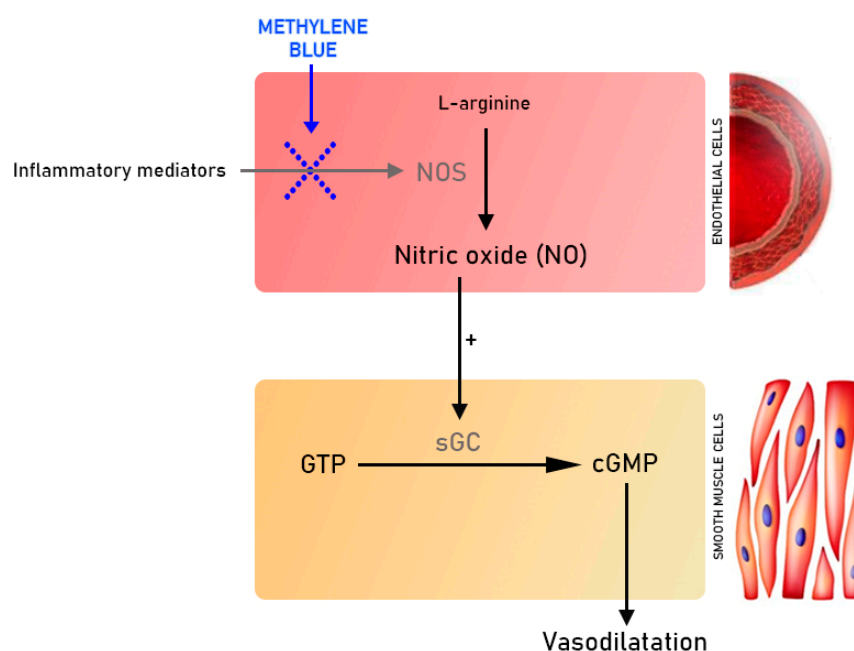 METHYLENE
BLUE
L-arginine
Inflammatory mediators
NOS
Nitric oxide (NO)
ENDOTHELIAL CELLS
+
sGC
GTP
cGMP
SMOOTH MUSCLE CELLS
Vasodilatation